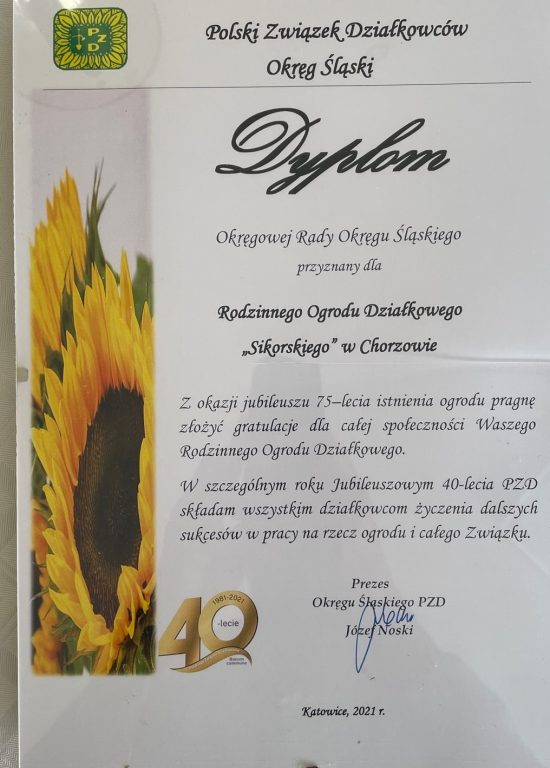 PZD
Polski Związek Działkowców
Okręg Śląski
Dyplom
Okręgowej Rady Okręgu Śląskiego
przyznany dla
Rodzinnego Ogrodu Działkowego
„Sikorskiego” w Chorzowie
Z okazji jubileuszu 75–lecia istnienia ogrodu pragnę
złożyć gratulacje dla całej społeczności Waszego
Rodzinnego Ogrodu Działkowego.
W szczególnym roku Jubileuszowym 40-lecia PZD
składam wszystkim działkowcom życzenia dalszych
sukcesów w pracy na rzecz ogrodu i całego Związku.
Prezes
Okręgu Śląskiego PZD
Józef Noski
1981-2021
40
-lecie
Bonum
commune
Katowice, 2021 r.